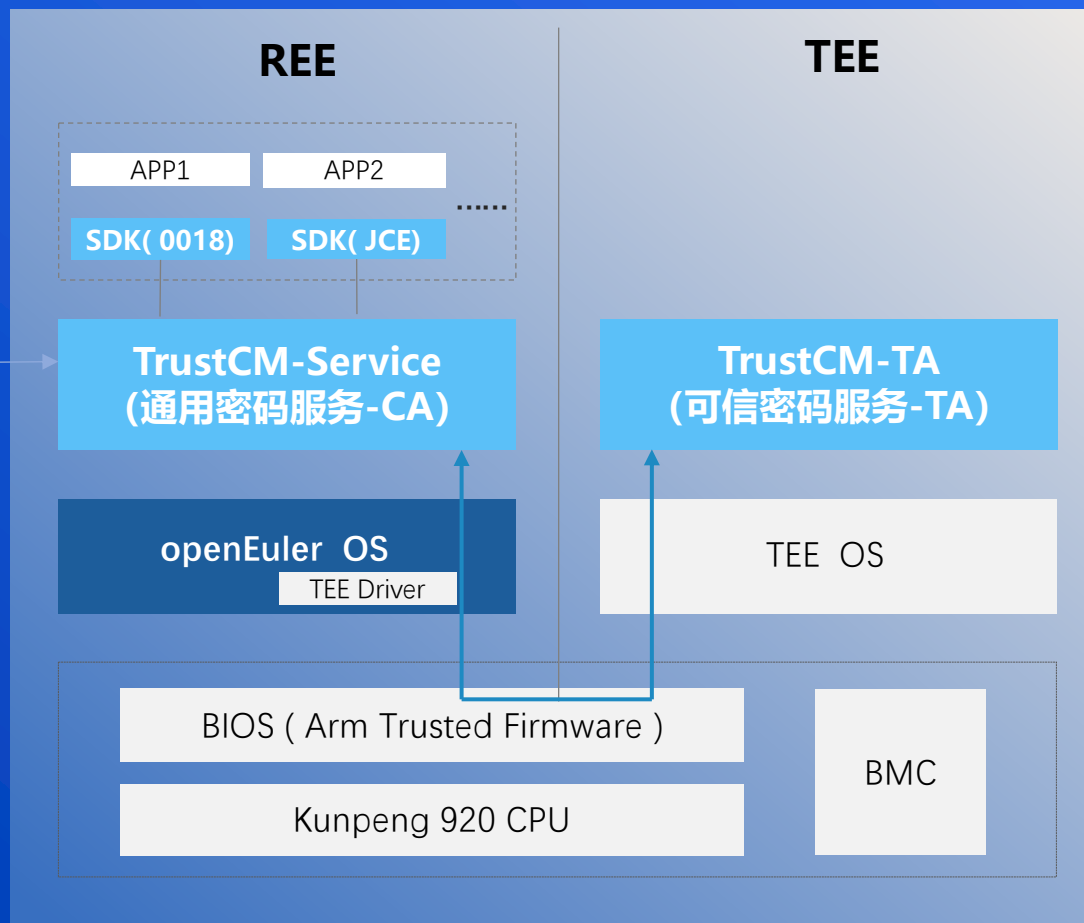 REE
TEE
APP1
APP2
......
SDK( 0018)
SDK( JCE)
TrustCM-Service
(通用密码服务-CA)
TrustCM-TA
(可信密码服务-TA)
openEuler OS
TEE Driver
TEE OS
BIOS ( Arm Trusted Firmware )
BMC
Kunpeng 920 CPU